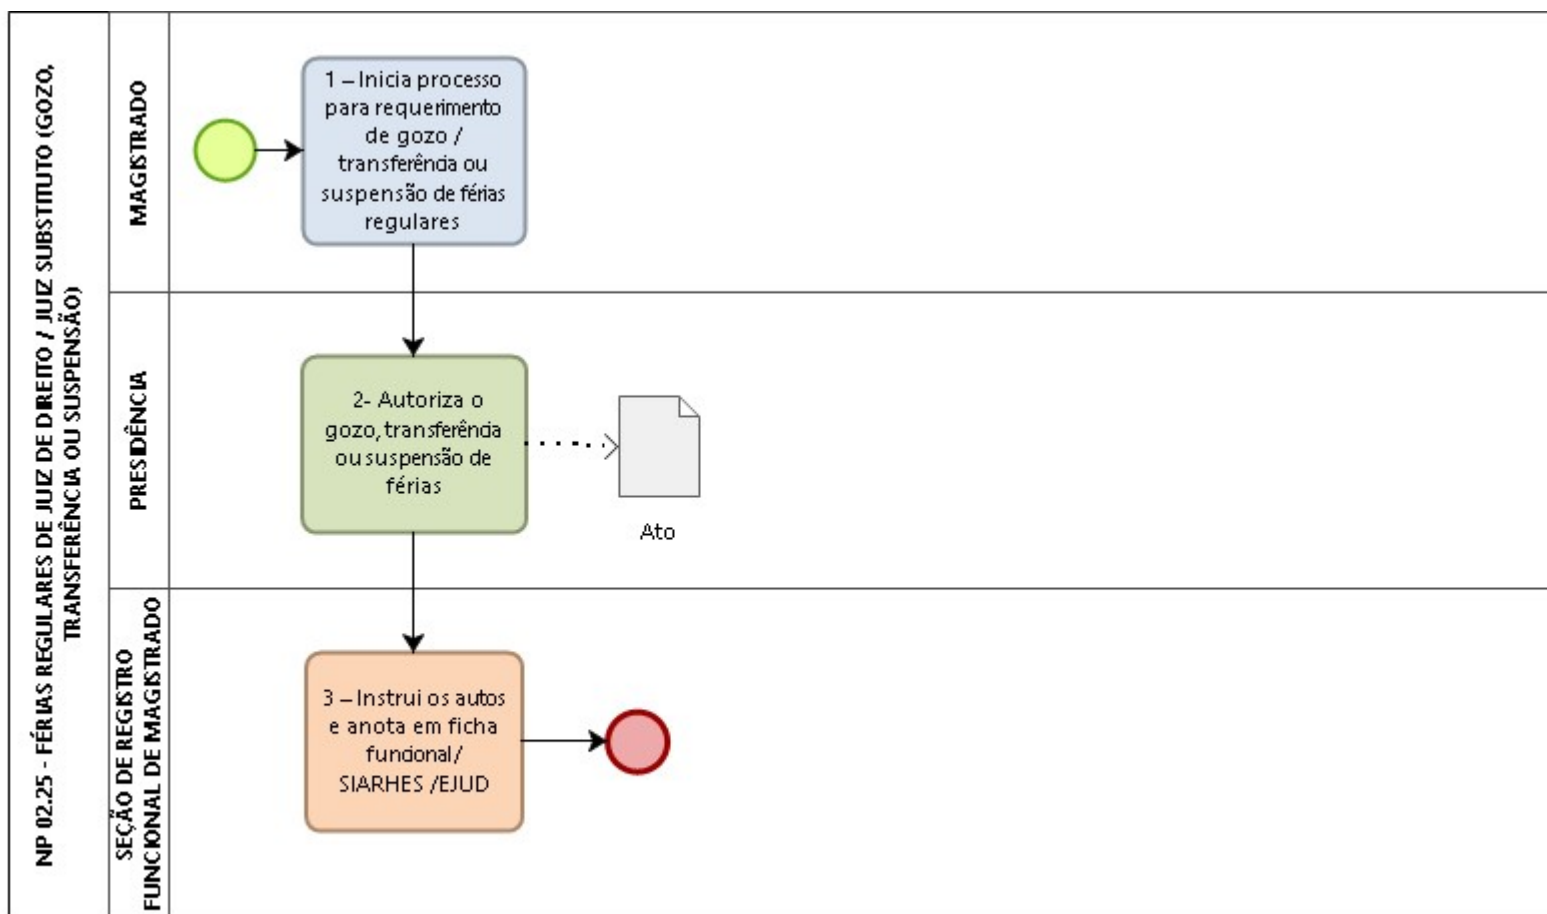 NP 02.25 - FÉRIAS REGULARES DE JUIZ DE DIREITO / JUIZ SUBSTITUTO (GOZO,
TRANSFERÊNCIA OU SUSPENSÃO)
MAGISTRADO
1 – Inicia processo
para requerimento
de gozo /
transferência ou
suspensão de férias
regulares
PRESIDÊNCIA
2- Autoriza o
gozo, transferência
ou suspensão de
férias
Ato
SEÇÃO DE REGISTRO
FUNCIONAL DE MAGISTRADO
3 – Instrui os autos
e anota em ficha
funcional/
SIARHES /EJUD